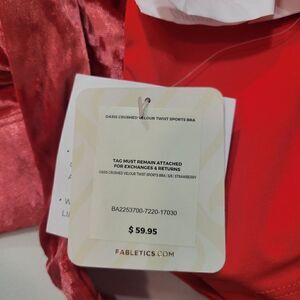 OASIS CRUSHED VELOUR TWIST SPORTS BRA
TAG MUST REMAIN ATTACHED
FOR EXCHANGES & RETURNS
OASIS CRUSHED VELOUR TWIST SPORTS BRA | S/6 | STRAWBERRY
BA2253700-7220-17030
$ 59.95
FABLETICS.COM